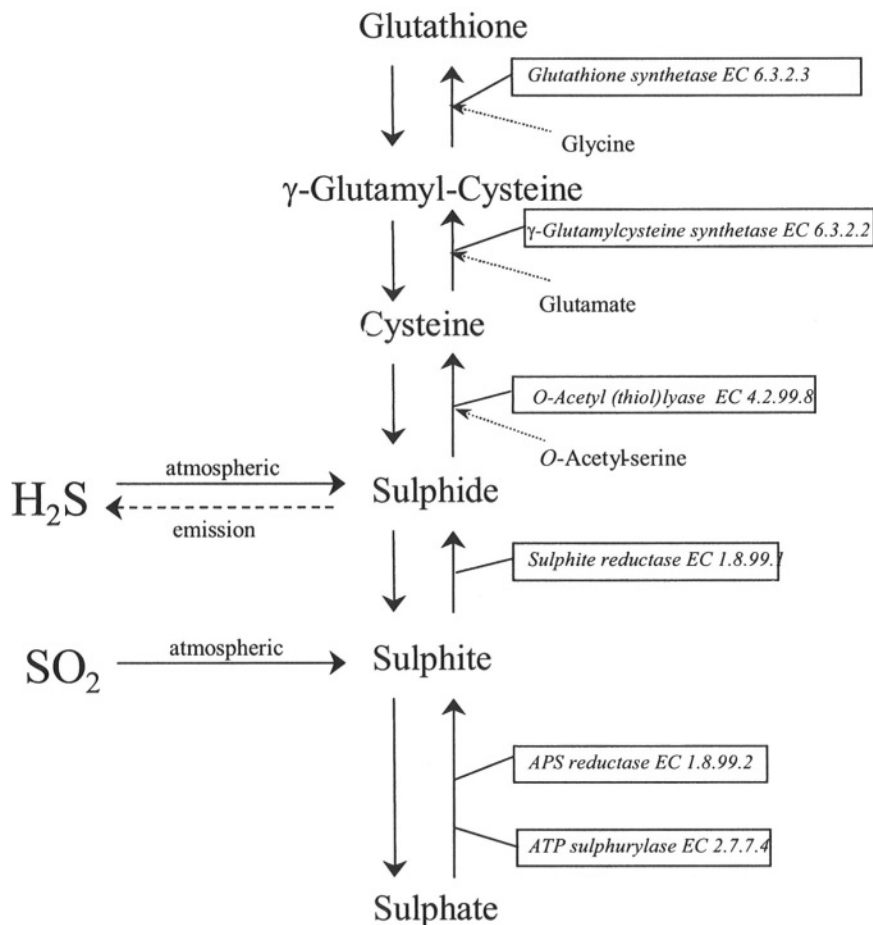 Glutathione
Glutathione synthetase EC 6.3.2.3
Glycine
γ-Glutamyl-Cysteine
γ-Glutamylcysteine synthetase EC 6.3.2.2
Glutamate
Cysteine
O-Acetyl (thiol)lyase EC 4.2.99.8
O-Acetyl-serine
atmospheric
H₂S
Sulphide
emission
Sulphite reductase EC 1.8.99.1
atmospheric
SO₂
Sulphite
APS reductase EC 1.8.99.2
ATP sulphurylase EC 2.7.7.4
Sulphate